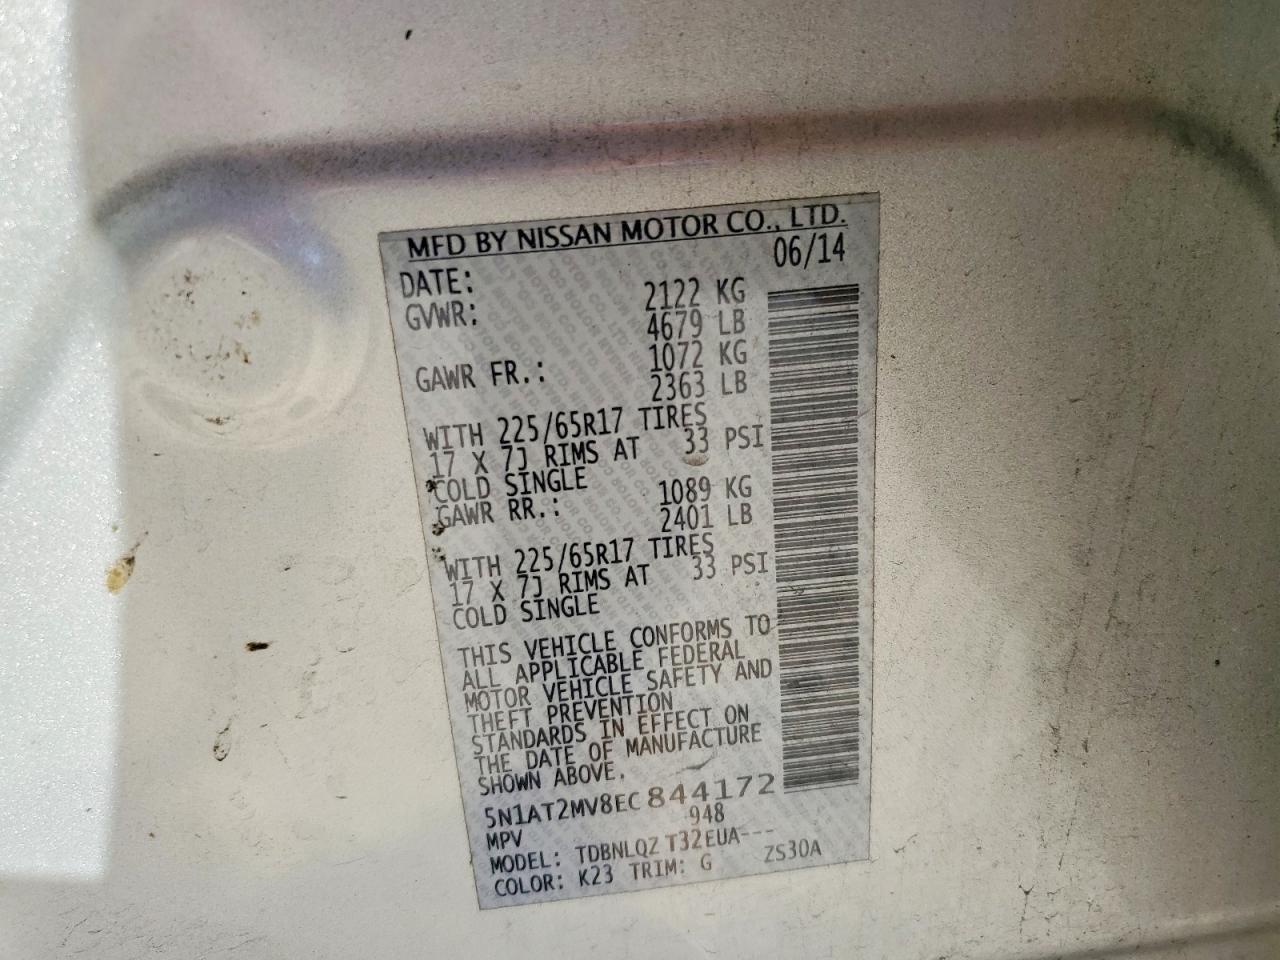 MFD BY NISSAN MOTOR CO., LTD.
DATE: 06/14
GVWR: 2122 KG
4679 LB
GAWR FR.: 1072 KG
2363 LB
WITH 225/65R17 TIRES
17 X 7J RIMS AT 33 PSI
COLD SINGLE
GAWR RR.: 1089 KG
2401 LB
WITH 225/65R17 TIRES
17 X 7J RIMS AT 33 PSI
COLD SINGLE
THIS VEHICLE CONFORMS TO
ALL APPLICABLE FEDERAL
MOTOR VEHICLE SAFETY AND
THEFT PREVENTION
STANDARDS IN EFFECT ON
THE DATE OF MANUFACTURE
SHOWN ABOVE.
5N1AT2MV8EC844172
MPV 948
MODEL: TDBNLQZ T32EUA---
COLOR: K23 TRIM: G ZS30A